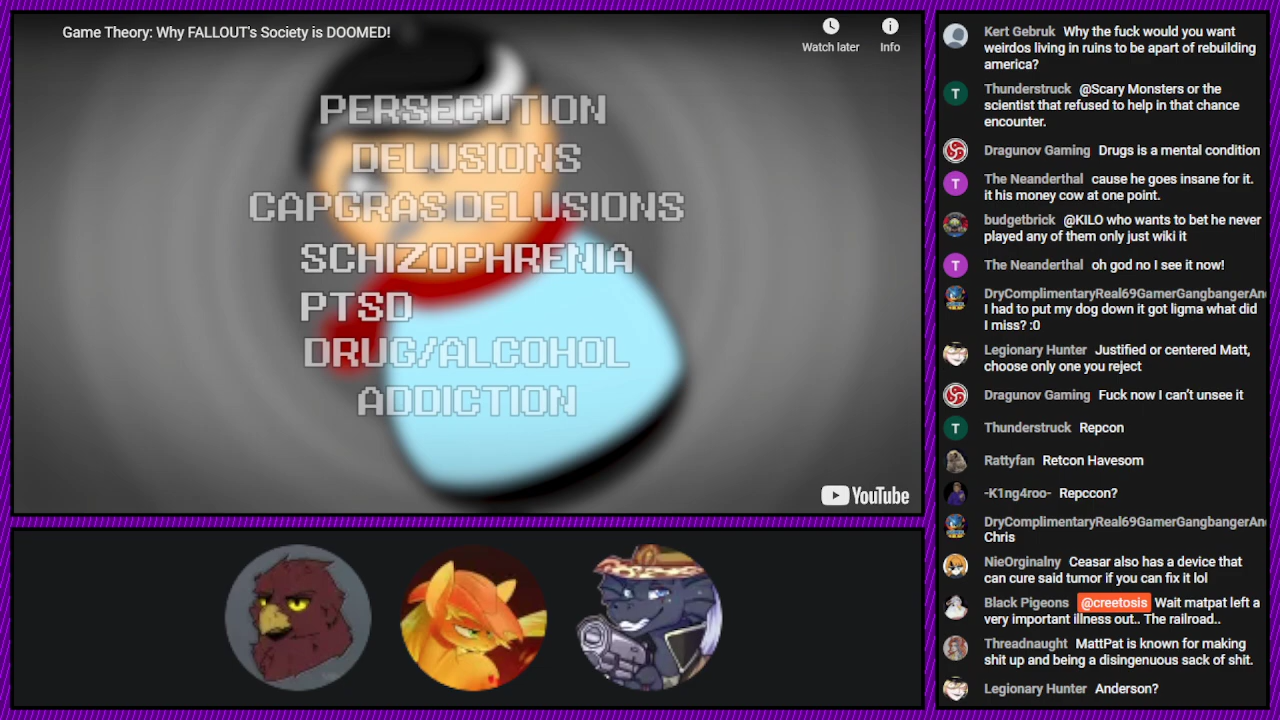 Game Theory: Why FALLOUT's Society is DOOMED!
Watch later
Info
PERSECUTION
DELUSIONS
CAPGRAS DELUSIONS
SCHIZOPHRENIA
PTSD
DRUG/ALCOHOL
ADDICTION
YouTube
Kert Gebruk Why the fuck would you want
weirdos living in ruins to be apart of rebuilding
america?
T
Thunderstruck @Scary Monsters or the
scientist that refused to help in that chance
encounter.
Dragunov Gaming Drugs is a mental condition
T
The Neanderthal cause he goes insane for it.
it his money cow at one point.
budgetbrick @KILO who wants to bet he never
played any of them only just wiki it
T
The Neanderthal oh god no I see it now!
DryComplimentaryReal69GamerGangbangerAn
I had to put my dog down it got ligma what did
I miss? :0
Legionary Hunter Justified or centered Matt,
choose only one you reject
Dragunov Gaming Fuck now I can't unsee it
T
Thunderstruck Repcon
Rattyfan Retcon Havesom
-K1ng4roo- Repccon?
DryComplimentaryReal69GamerGangbangerAn
Chris
NieOrginalny Ceasar also has a device that
can cure said tumor if you can fix it lol
Black Pigeons @creetosis Wait matpat left a
very important illness out.. The railroad..
Threadnaught MattPat is known for making
shit up and being a disingenuous sack of shit.
Legionary Hunter Anderson?